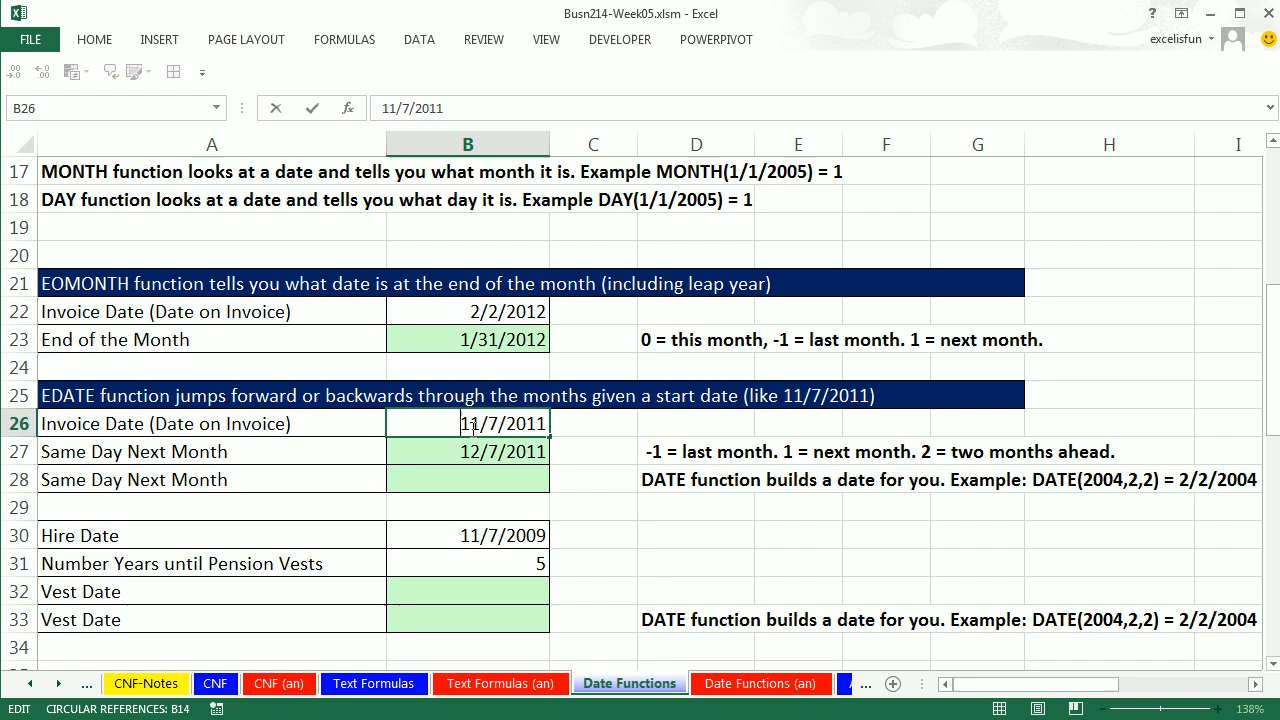 Busn214-Week05.xlsm - Excel
FILE HOME INSERT PAGE LAYOUT FORMULAS DATA REVIEW VIEW DEVELOPER POWERPIVOT excelisfun
B26 fx 11/7/2011
A B C D E F G H I
17 MONTH function looks at a date and tells you what month it is. Example MONTH(1/1/2005) = 1
18 DAY function looks at a date and tells you what day it is. Example DAY(1/1/2005) = 1
19
20
21 EOMONTH function tells you what date is at the end of the month (including leap year)
22 Invoice Date (Date on Invoice) 2/2/2012
23 End of the Month 1/31/2012 0 = this month, -1 = last month. 1 = next month.
24
25 EDATE function jumps forward or backwards through the months given a start date (like 11/7/2011)
26 Invoice Date (Date on Invoice) 11/7/2011
27 Same Day Next Month 12/7/2011 -1 = last month. 1 = next month. 2 = two months ahead.
28 Same Day Next Month DATE function builds a date for you. Example: DATE(2004,2,2) = 2/2/2004
29
30 Hire Date 11/7/2009
31 Number Years until Pension Vests 5
32 Vest Date
33 Vest Date DATE function builds a date for you. Example: DATE(2004,2,2) = 2/2/2004
34
... CNF-Notes CNF CNF (an) Text Formulas Text Formulas (an) Date Functions Date Functions (an) ...
EDIT CIRCULAR REFERENCES: B14 138%